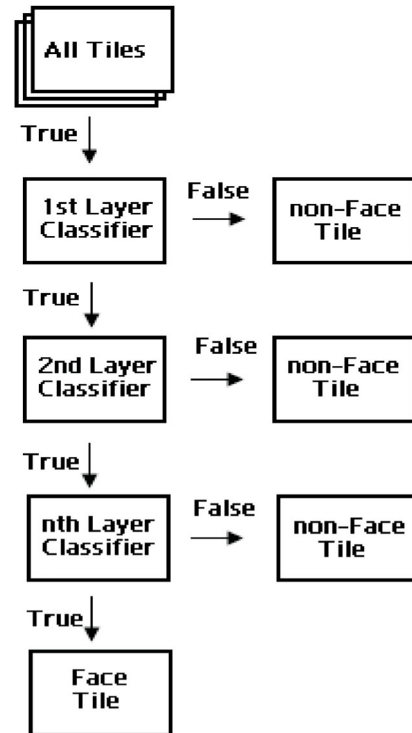 All Tiles
True
1st Layer
Classifier
False
non-Face
Tile
True
2nd Layer
Classifier
False
non-Face
Tile
True
nth Layer
Classifier
False
non-Face
Tile
True
Face
Tile